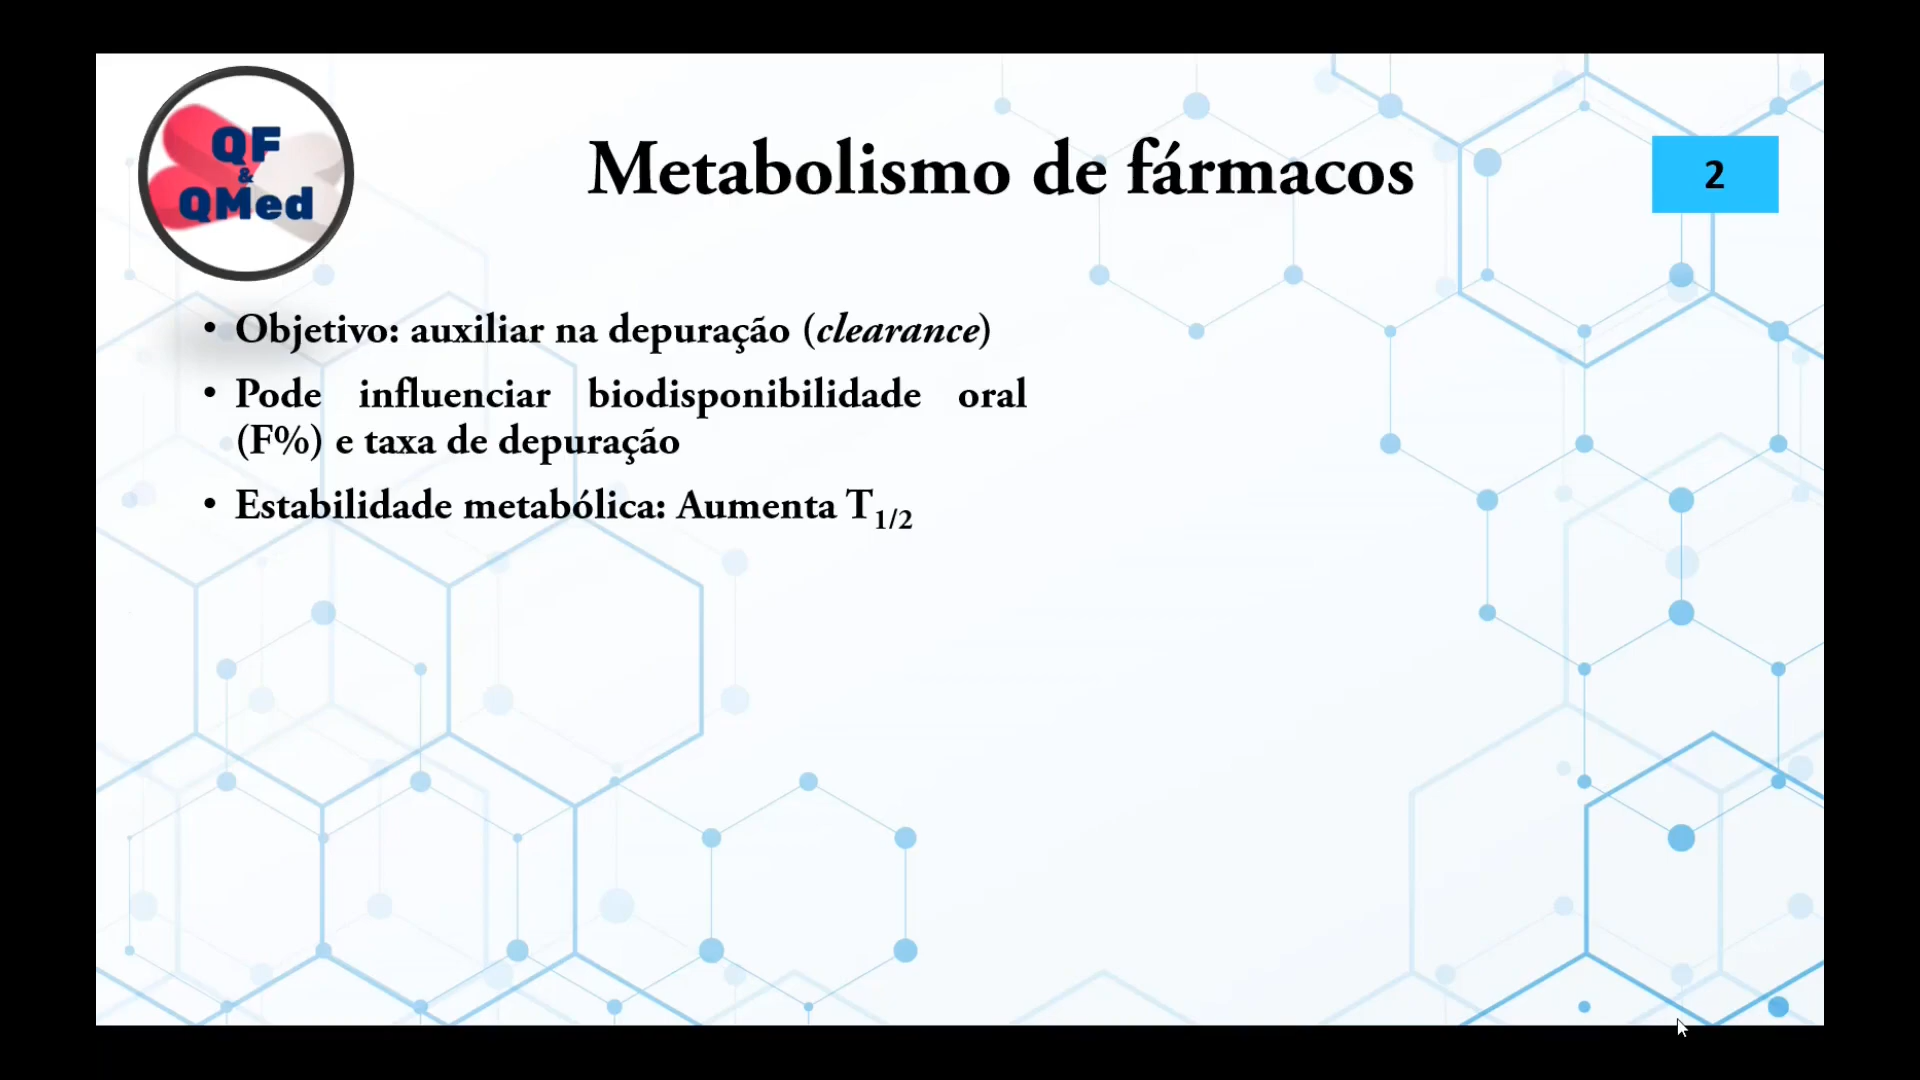 QF
&
QMed
Metabolismo de fármacos
2
• Objetivo: auxiliar na depuração (clearance)
• Pode influenciar biodisponibilidade oral
(F%) e taxa de depuração
• Estabilidade metabólica: Aumenta T1/2